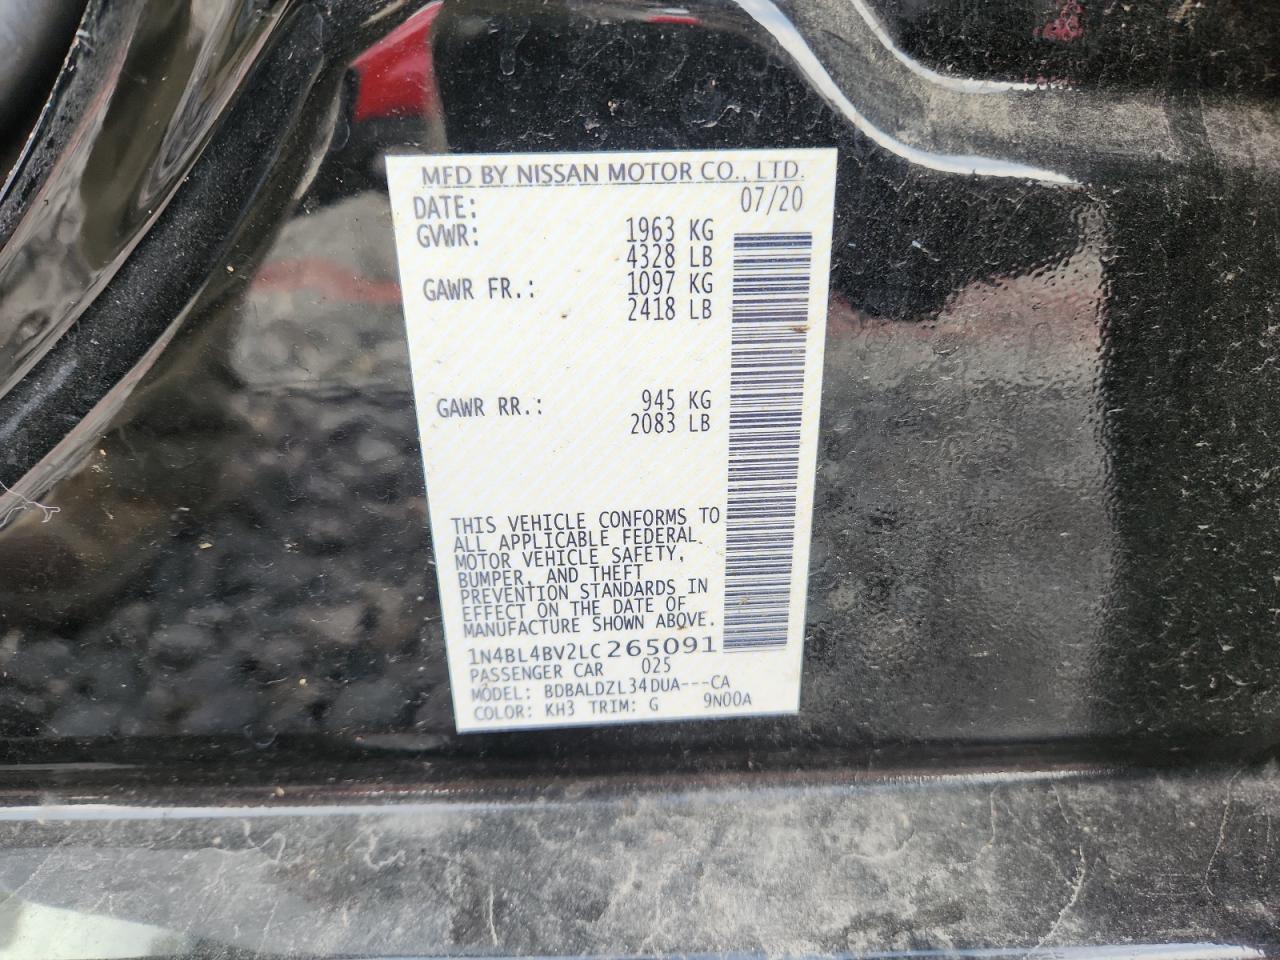 MFD BY NISSAN MOTOR CO., LTD.
DATE: 07/20
GVWR: 1963 KG
4328 LB
GAWR FR.: 1097 KG
2418 LB
GAWR RR.: 945 KG
2083 LB
THIS VEHICLE CONFORMS TO
ALL APPLICABLE FEDERAL
MOTOR VEHICLE SAFETY,
BUMPER, AND THEFT
PREVENTION STANDARDS IN
EFFECT ON THE DATE OF
MANUFACTURE SHOWN ABOVE.
1N4BL4BV2LC265091
PASSENGER CAR 025
MODEL: BDBALDZL34DUA---CA
COLOR: KH3 TRIM: G 9N00A